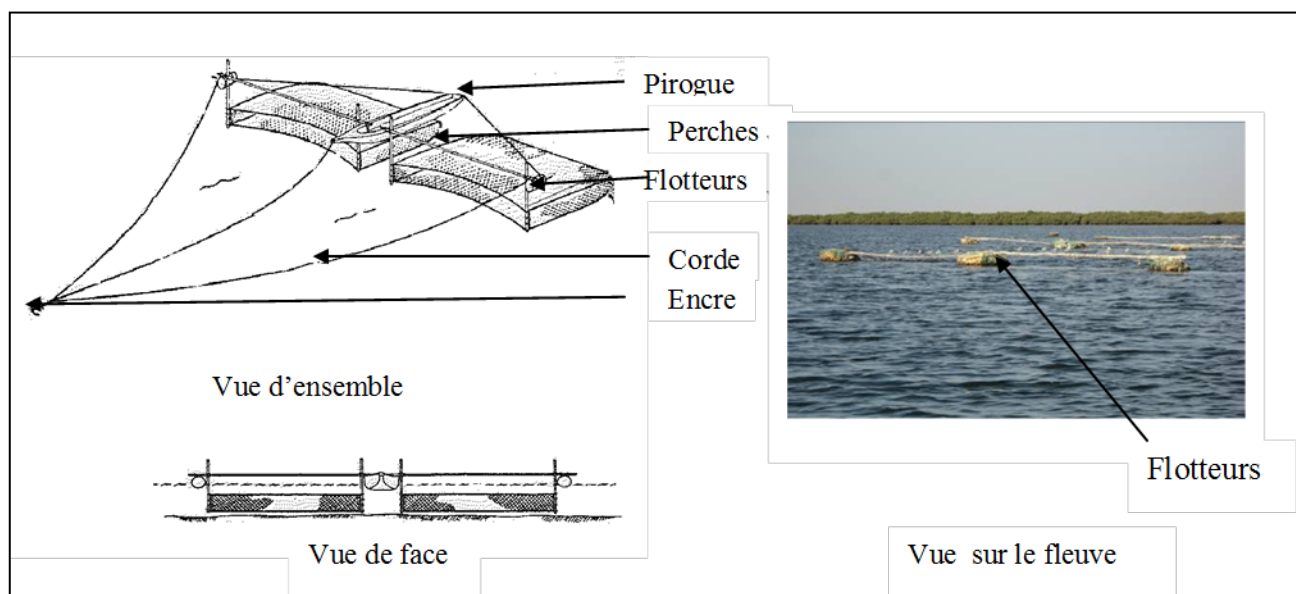 Pirogue
Perches
Flotteurs
Corde
Encre
Vue d’ensemble
Flotteurs
Vue de face
Vue sur le fleuve